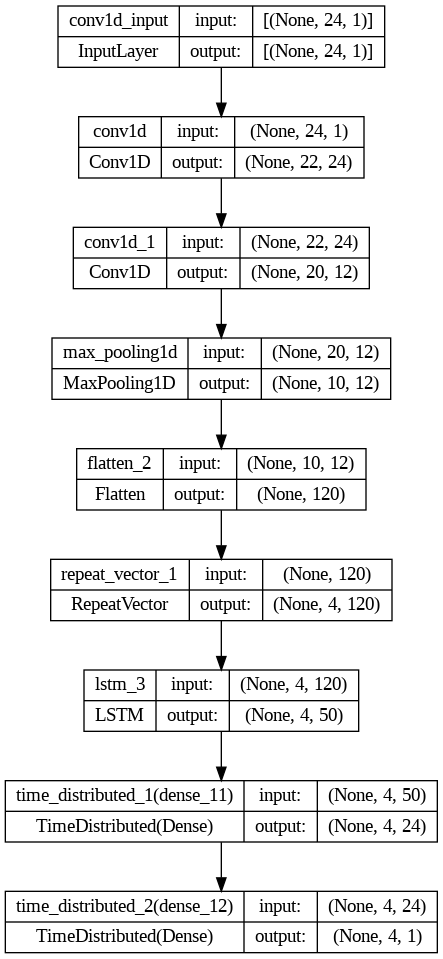 conv1d_input input: [(None, 24, 1)]
InputLayer output: [(None, 24, 1)]
conv1d input: (None, 24, 1)
Conv1D output: (None, 22, 24)
conv1d_1 input: (None, 22, 24)
Conv1D output: (None, 20, 12)
max_pooling1d input: (None, 20, 12)
MaxPooling1D output: (None, 10, 12)
flatten_2 input: (None, 10, 12)
Flatten output: (None, 120)
repeat_vector_1 input: (None, 120)
RepeatVector output: (None, 4, 120)
lstm_3 input: (None, 4, 120)
LSTM output: (None, 4, 50)
time_distributed_1(dense_11) input: (None, 4, 50)
TimeDistributed(Dense) output: (None, 4, 24)
time_distributed_2(dense_12) input: (None, 4, 24)
TimeDistributed(Dense) output: (None, 4, 1)